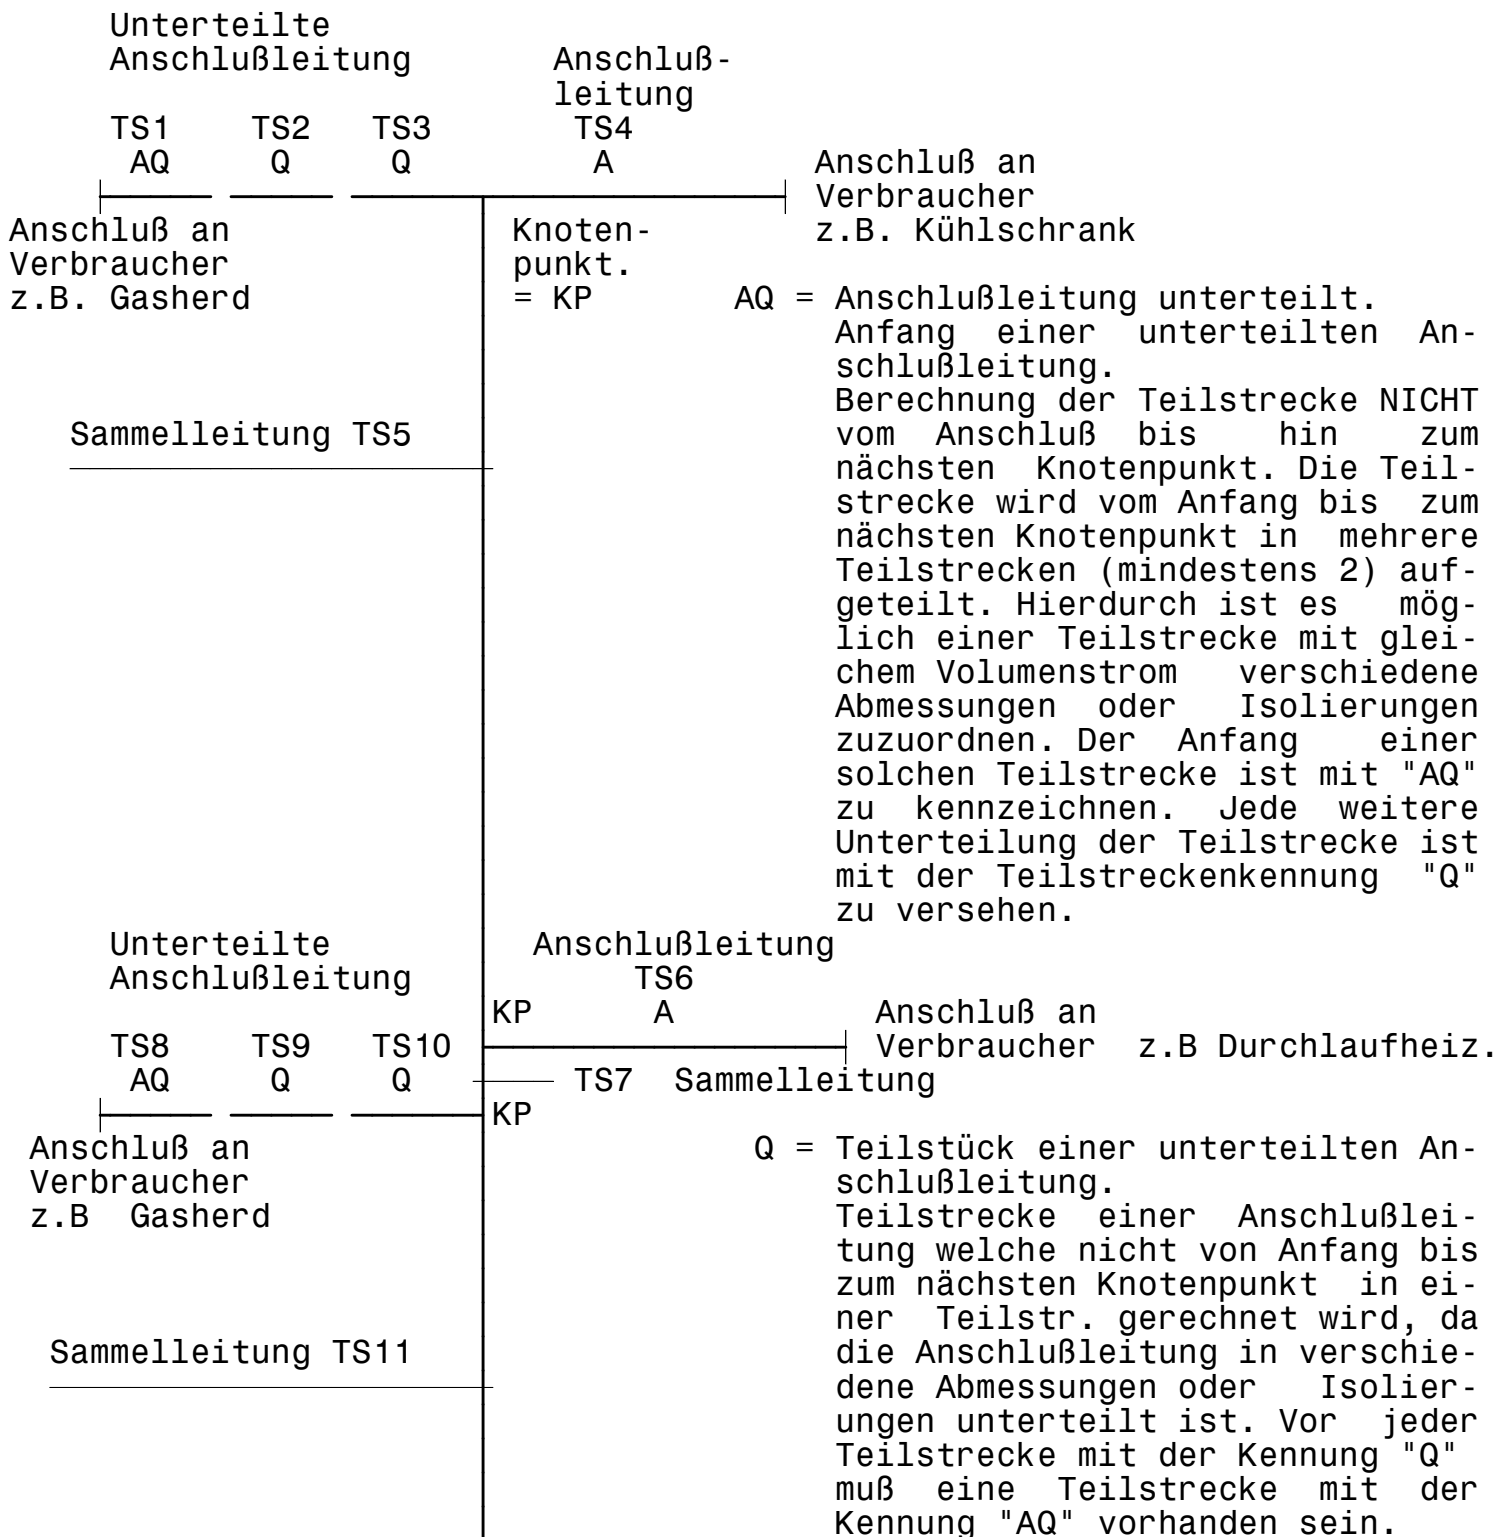 Unterteilte
Anschlußleitung
Anschluß-
leitung
TS1 TS2 TS3 TS4
AQ Q Q A
Anschluß an
Verbraucher
z.B. Kühlschrank
Anschluß an
Verbraucher
z.B. Gasherd
Knoten-
punkt.
= KP
AQ = Anschlußleitung unterteilt.
Anfang einer unterteilten An-
schlußleitung.
Berechnung der Teilstrecke NICHT
vom Anschluß bis hin zum
nächsten Knotenpunkt. Die Teil-
strecke wird vom Anfang bis zum
nächsten Knotenpunkt in mehrere
Teilstrecken (mindestens 2) auf-
geteilt. Hierdurch ist es mög-
lich einer Teilstrecke mit glei-
chem Volumenstrom verschiedene
Abmessungen oder Isolierungen
zuzuordnen. Der Anfang einer
solchen Teilstrecke ist mit "AQ"
zu kennzeichnen. Jede weitere
Unterteilung der Teilstrecke ist
mit der Teilstreckenkennung "Q"
zu versehen.
Sammelleitung TS5
Unterteilte
Anschlußleitung
Anschlußleitung
TS6
KP A
Anschluß an
Verbraucher z.B Durchlaufheiz.
TS8 TS9 TS10
AQ Q Q
TS7 Sammelleitung
KP
Anschluß an
Verbraucher
z.B Gasherd
Q = Teilstück einer unterteilten An-
schlußleitung.
Teilstrecke einer Anschlußlei-
tung welche nicht von Anfang bis
zum nächsten Knotenpunkt in ei-
ner Teilstr. gerechnet wird, da
die Anschlußleitung in verschie-
dene Abmessungen oder Isolier-
ungen unterteilt ist. Vor jeder
Teilstrecke mit der Kennung "Q"
muß eine Teilstrecke mit der
Kennung "AQ" vorhanden sein.
Sammelleitung TS11